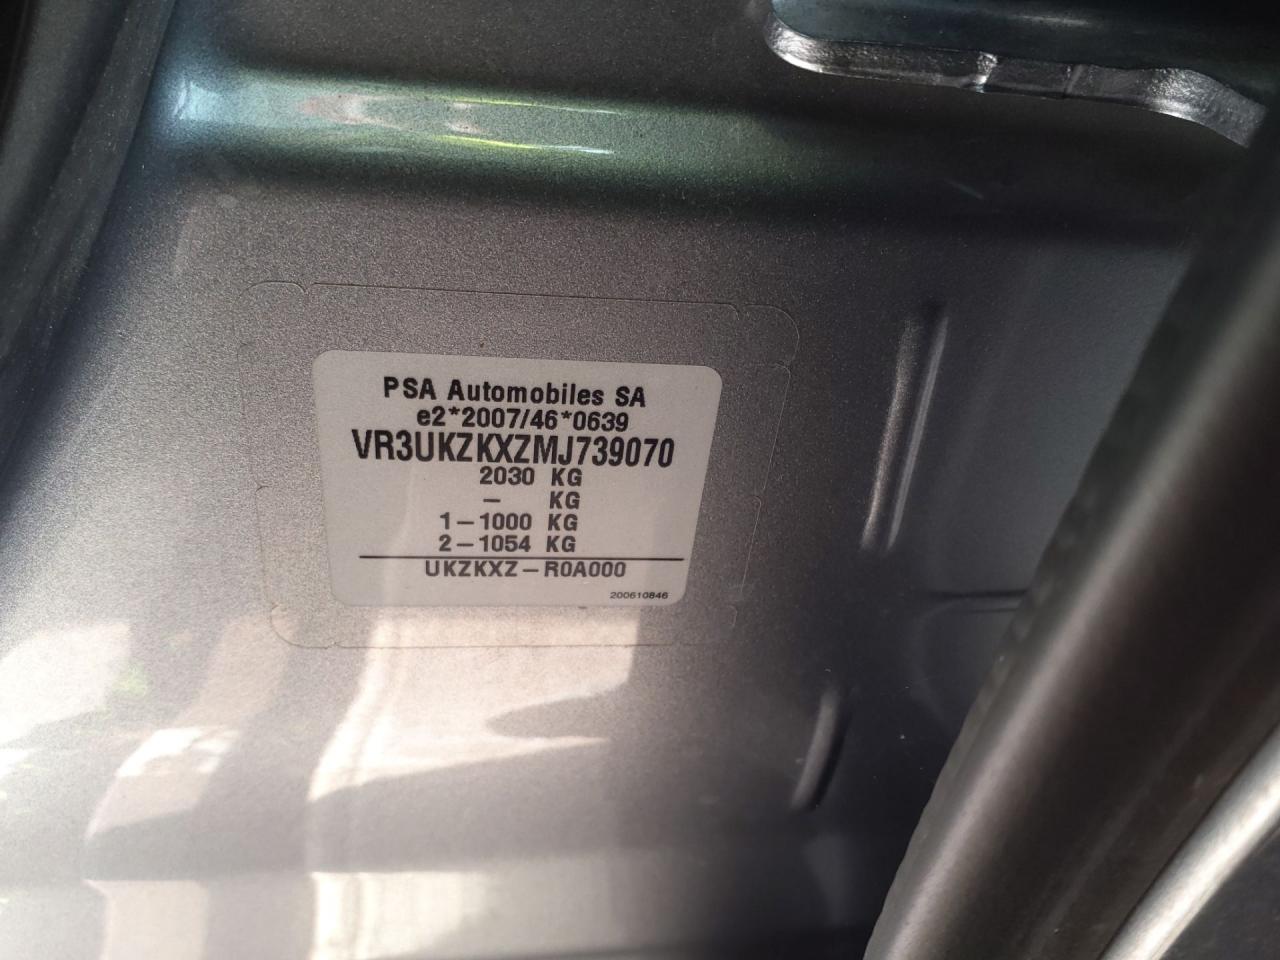 PSA Automobiles SA
e2*2007/46*0639
VR3UKZKXZMJ739070
2030 KG
– KG
1–1000 KG
2–1054 KG
UKZKXZ–R0A000
200610846